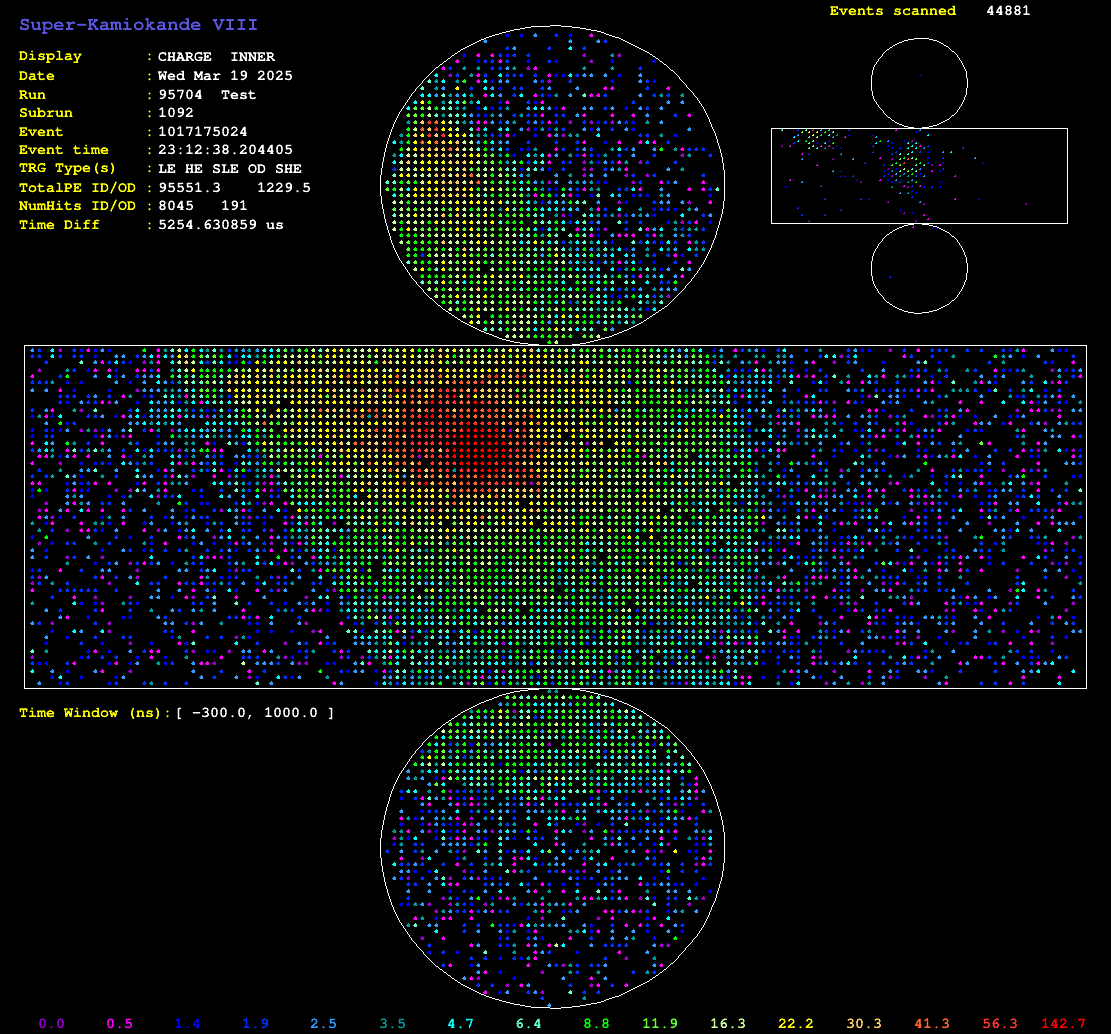 Super-Kamiokande VIII
Events scanned 44881
Display : CHARGE INNER
Date : Wed Mar 19 2025
Run : 95704 Test
Subrun : 1092
Event : 1017175024
Event time : 23:12:38.204405
TRG Type(s) : LE HE SLE OD SHE
TotalPE ID/OD : 95551.3 1229.5
NumHits ID/OD : 8045 191
Time Diff : 5254.630859 us
Time Window (ns):[ -300.0, 1000.0 ]
0.0 0.5 1.4 1.9 2.5 3.5 4.7 6.4 8.8 11.9 16.3 22.2 30.3 41.3 56.3 142.7